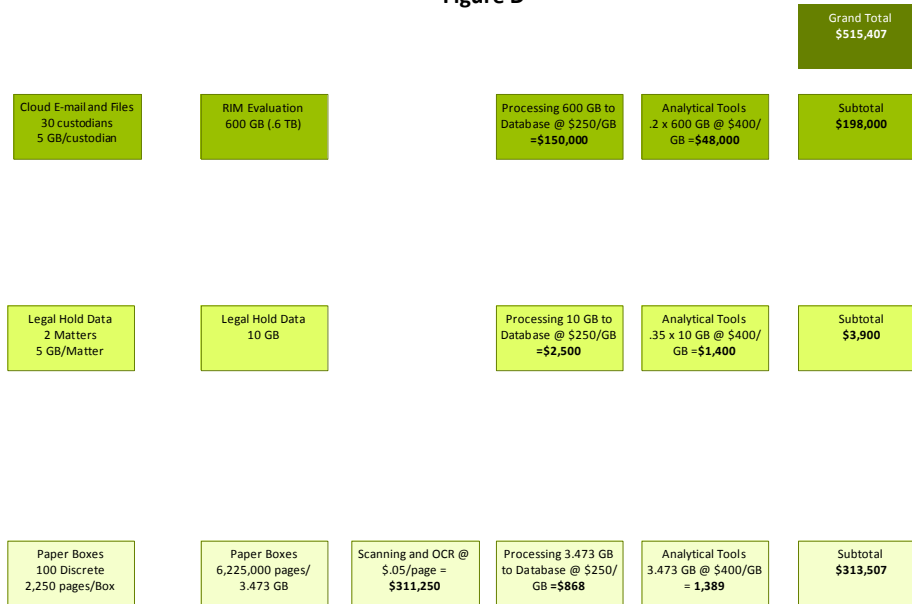 Figure D
Grand Total
$515,407
Cloud E-mail and Files
30 custodians
5 GB/custodian
RIM Evaluation
600 GB (.6 TB)
Processing 600 GB to
Database @ $250/GB
=$150,000
Analytical Tools
.2 x 600 GB @ $400/
GB =$48,000
Subtotal
$198,000
Legal Hold Data
2 Matters
5 GB/Matter
Legal Hold Data
10 GB
Processing 10 GB to
Database @ $250/GB
=$2,500
Analytical Tools
.35 x 10 GB @ $400/
GB =$1,400
Subtotal
$3,900
Paper Boxes
100 Discrete
2,250 pages/Box
Paper Boxes
6,225,000 pages/
3.473 GB
Scanning and OCR @
$.05/page =
$311,250
Processing 3.473 GB
to Database @ $250/
GB =$868
Analytical Tools
3.473 GB @ $400/GB
= 1,389
Subtotal
$313,507